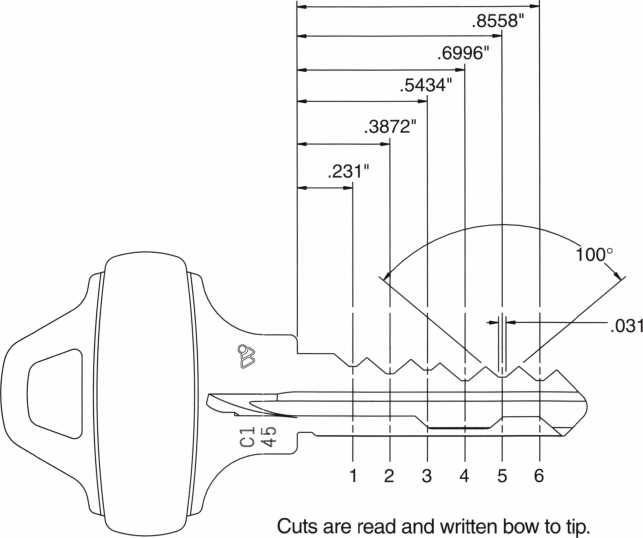 .8558"
.6996"
.5434"
.3872"
.231"
100°
.031
C1
45
1 2 3 4 5 6
Cuts are read and written bow to tip.